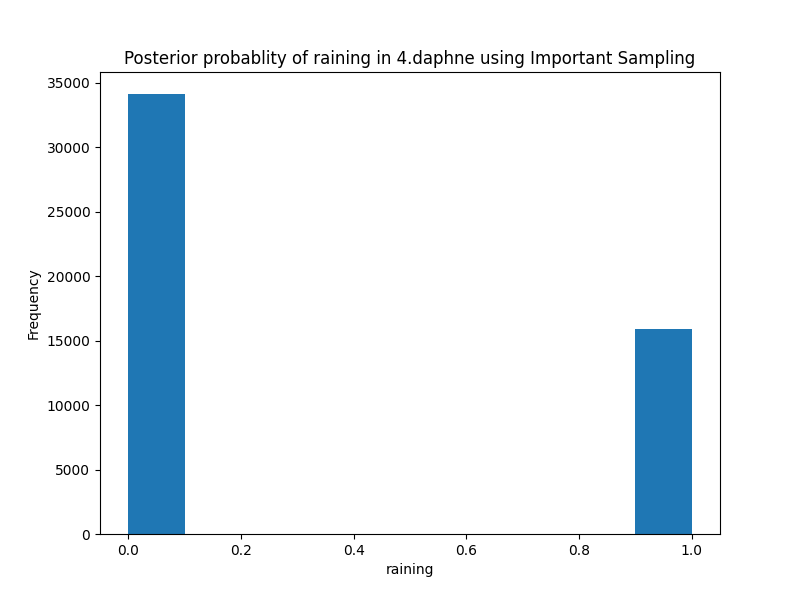 Posterior probablity of raining in 4.daphne using Important Sampling
35000
30000
25000
20000
15000
10000
5000
0
Frequency
0.0 0.2 0.4 0.6 0.8 1.0
raining